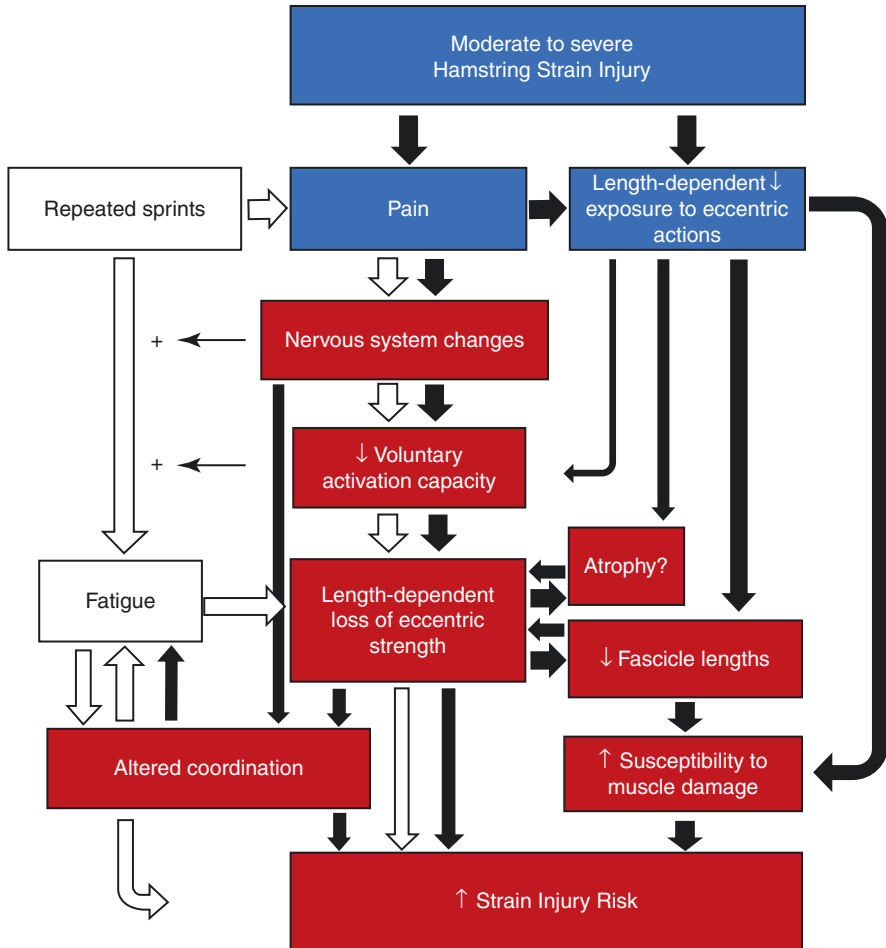 Moderate to severe
Hamstring Strain Injury
Repeated sprints
Pain
Length-dependent ↓
exposure to eccentric
actions
+
Nervous system changes
+
↓ Voluntary
activation capacity
Fatigue
Length-dependent
loss of eccentric
strength
Atrophy?
↓ Fascicle lengths
Altered coordination
↑ Susceptibility to
muscle damage
↑ Strain Injury Risk